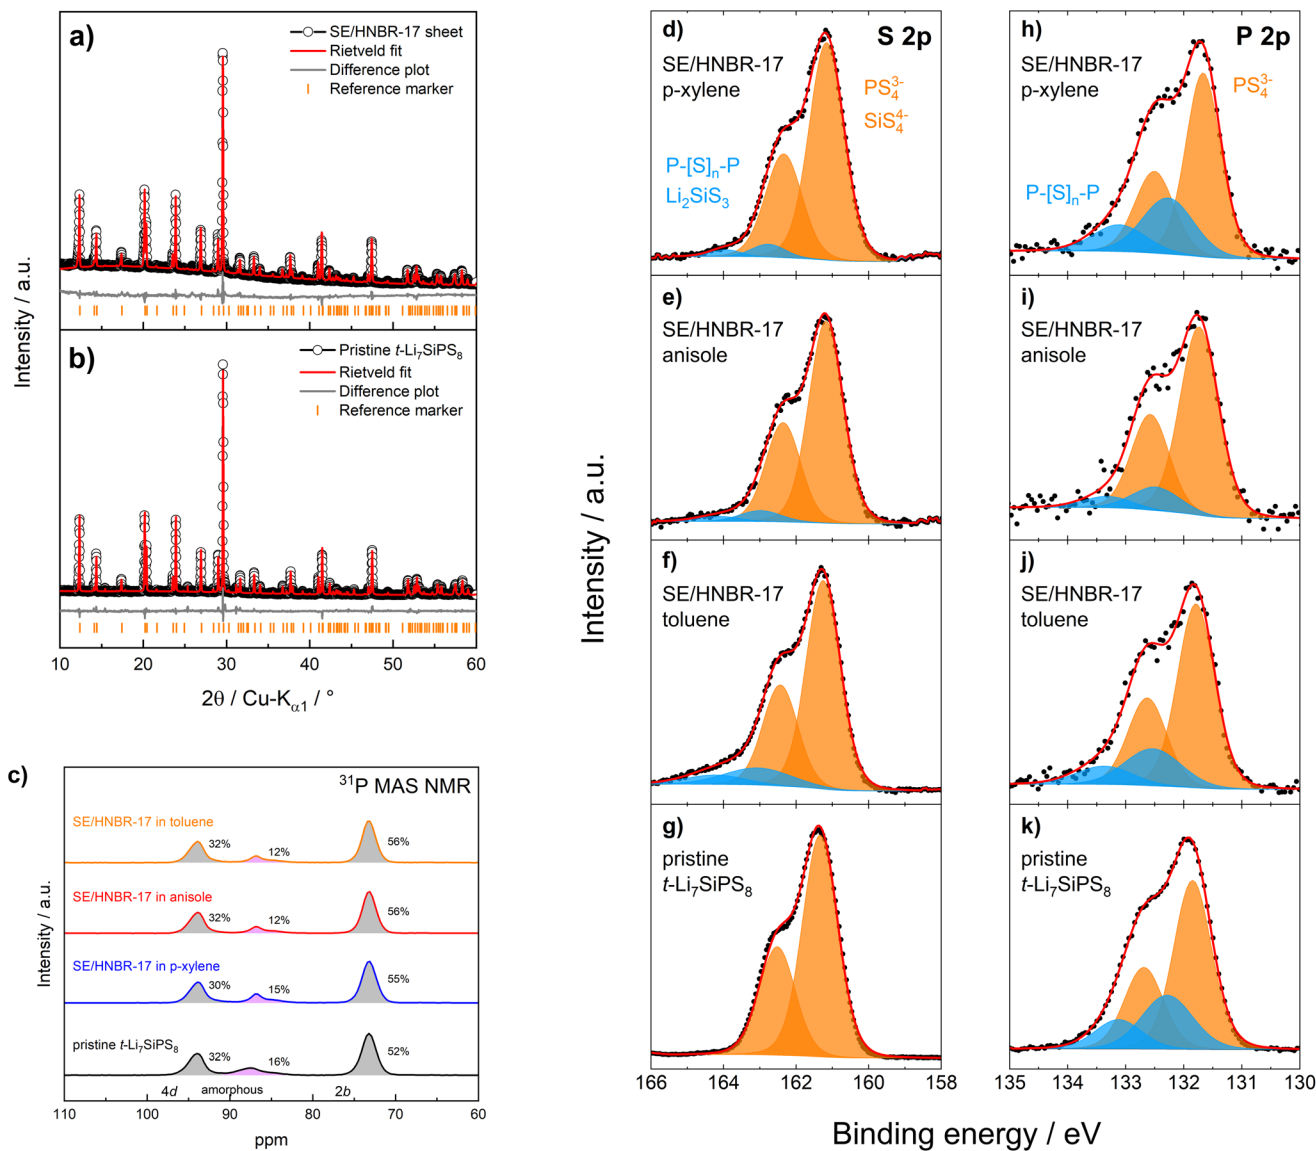 a)
SE/HNBR-17 sheet
Rietveld fit
Difference plot
Reference marker
b)
Pristine t-Li7SiPS8
Rietveld fit
Difference plot
Reference marker
Intensity / a.u.
10 20 30 40 50 60
2θ / Cu-Kα1 / °
c)
31P MAS NMR
SE/HNBR-17 in toluene
32%
12%
56%
SE/HNBR-17 in anisole
32%
12%
56%
SE/HNBR-17 in p-xylene
30%
15%
55%
pristine t-Li7SiPS8
32%
16%
52%
4d amorphous 2b
Intensity / a.u.
110 100 90 80 70 60
ppm
d)
S 2p
SE/HNBR-17
p-xylene
PS4 3-
SiS4 4-
P-[S]n-P
Li2SiS3
e)
SE/HNBR-17
anisole
f)
SE/HNBR-17
toluene
g)
pristine
t-Li7SiPS8
166 164 162 160 158
Intensity / a.u.
h)
P 2p
SE/HNBR-17
p-xylene
PS4 3-
P-[S]n-P
i)
SE/HNBR-17
anisole
j)
SE/HNBR-17
toluene
k)
pristine
t-Li7SiPS8
135 134 133 132 131 130
Binding energy / eV